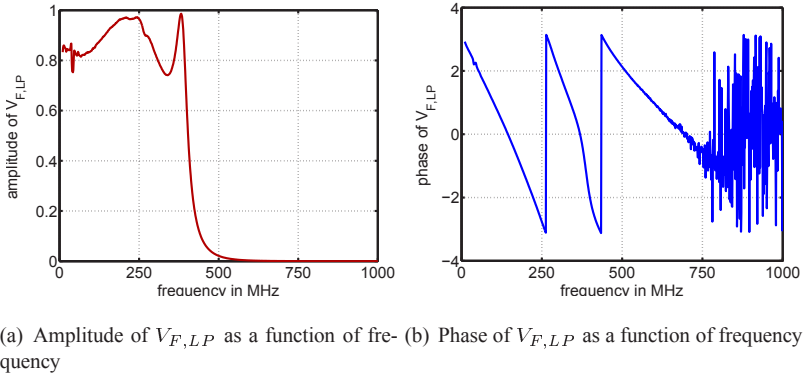 1
0.8
0.6
0.4
0.2
0
amplitude of V_F,LP
0 250 500 750 1000
frequency in MHz
4
2
0
−2
−4
phase of V_F,LP
0 250 500 750 1000
frequency in MHz
(a) Amplitude of V_F,LP as a function of fre-
quency
(b) Phase of V_F,LP as a function of frequency